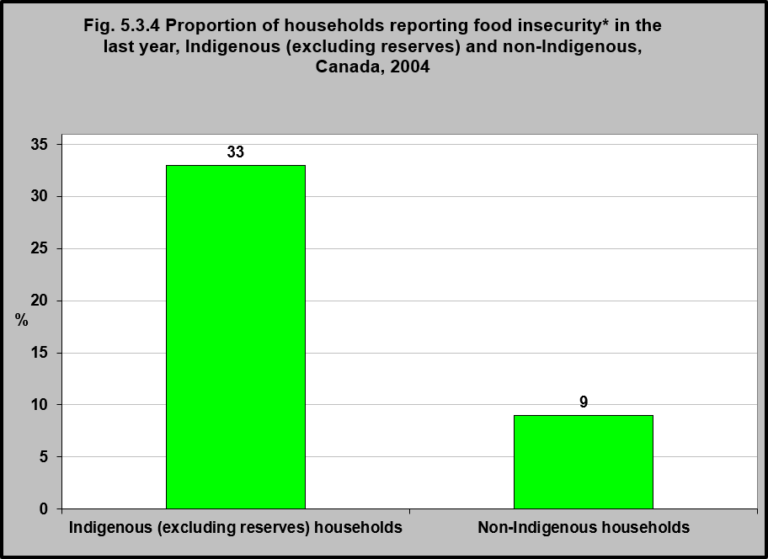 Fig. 5.3.4 Proportion of households reporting food insecurity* in the
last year, Indigenous (excluding reserves) and non-Indigenous,
Canada, 2004
35
30
25
20
%
15
10
5
0
33
9
Indigenous (excluding reserves) households
Non-Indigenous households